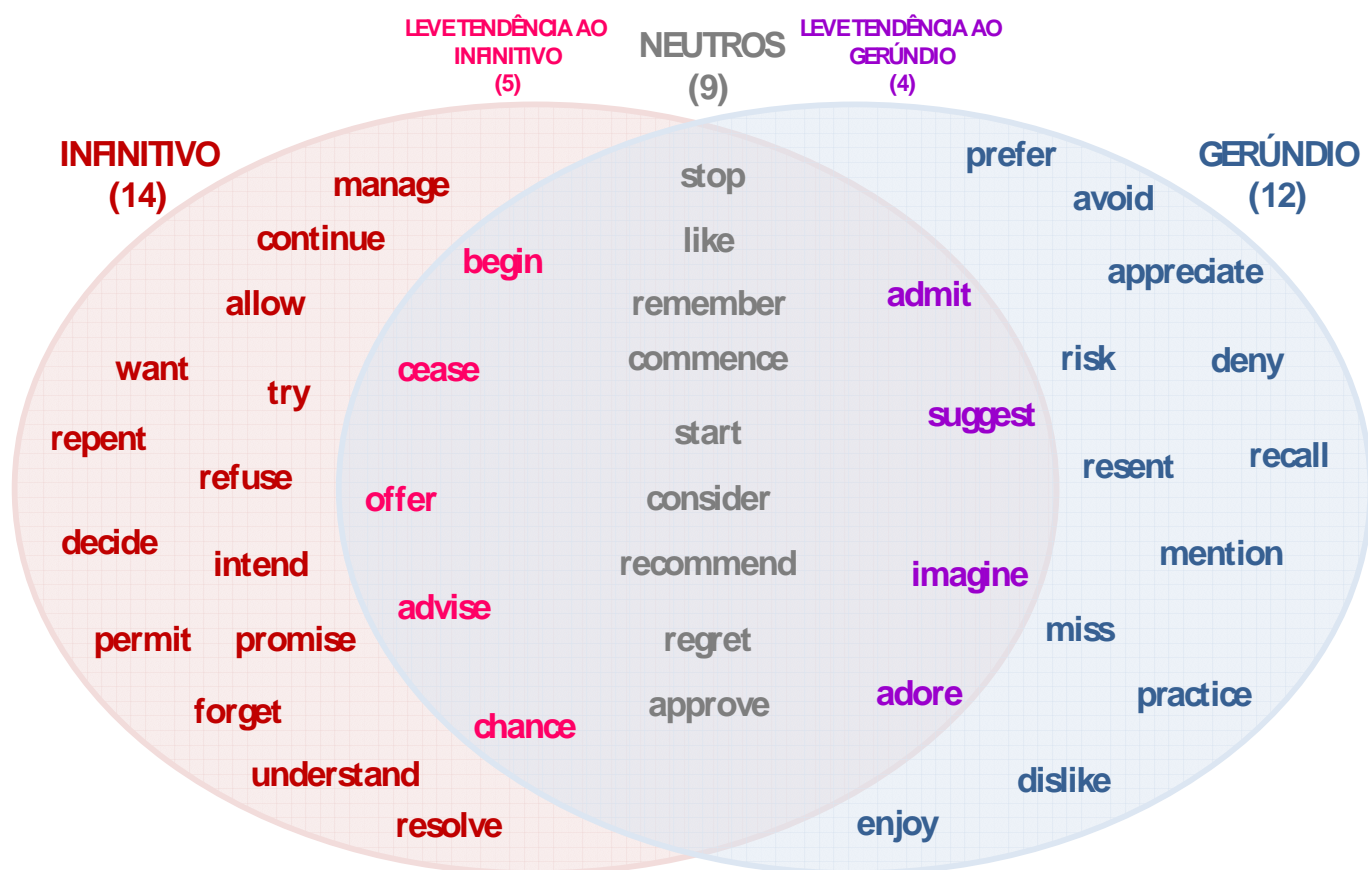 LEVE TENDÊNCIA AO
INFINITIVO
(5)
NEUTROS
(9)
LEVE TENDÊNCIA AO
GERÚNDIO
(4)
INFINITIVO
(14)
GERÚNDIO
(12)
manage
continue
allow
want
try
repent
refuse
decide
intend
permit
promise
forget
understand
resolve
begin
cease
offer
advise
chance
stop
like
remember
commence
start
consider
recommend
regret
approve
admit
suggest
imagine
adore
prefer
avoid
appreciate
risk
deny
resent
recall
mention
miss
practice
dislike
enjoy